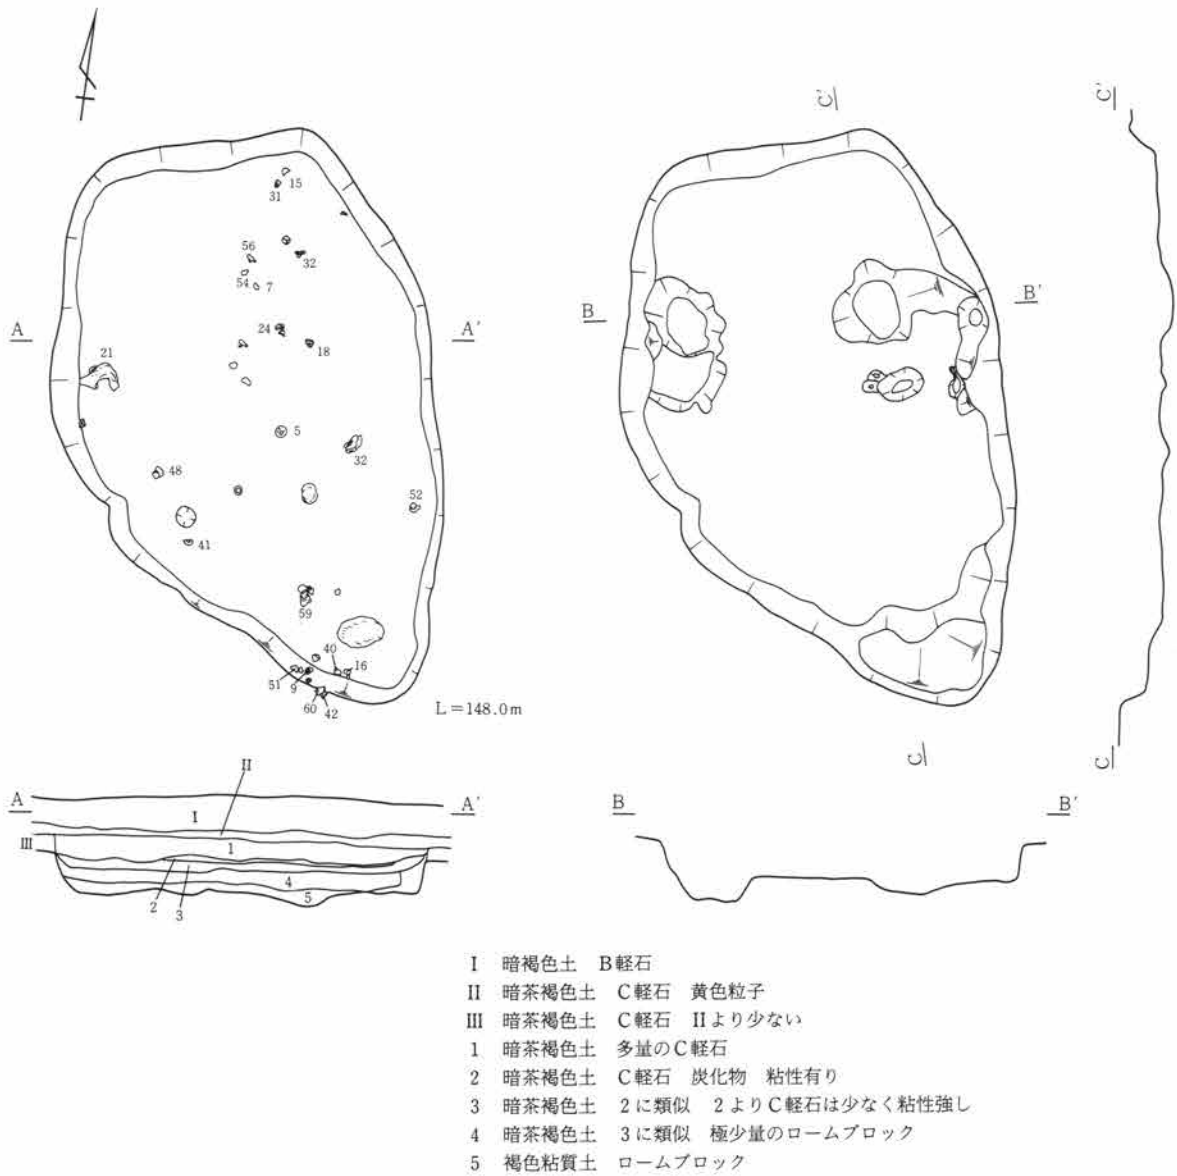 C'
C'
15
31
56
32
54
7
B'
A
A'
B
24
18
21
5
32
48
52
41
59
40
16
51
9
60
42
L=148.0m
C
C
II
A
A'
B
B'
I
III
1
4
5
2
3
I 暗褐色土 B軽石
II 暗茶褐色土 C軽石 黄色粒子
III 暗茶褐色土 C軽石 IIより少ない
1 暗茶褐色土 多量のC軽石
2 暗茶褐色土 C軽石 炭化物 粘性有り
3 暗茶褐色土 2に類似 2よりC軽石は少なく粘性強し
4 暗茶褐色土 3に類似 極少量のロームブロック
5 褐色粘質土 ロームブロック